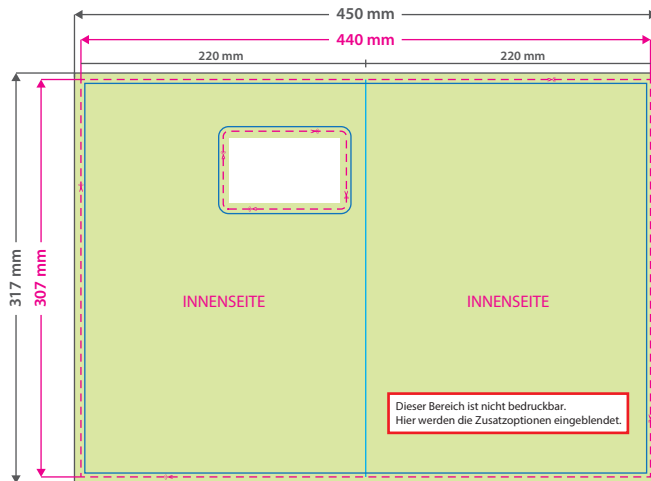 450 mm
440 mm
220 mm
220 mm
317 mm
307 mm
INNENSEITE
INNENSEITE
Dieser Bereich ist nicht bedruckbar.
Hier werden die Zusatzoptionen eingeblendet.